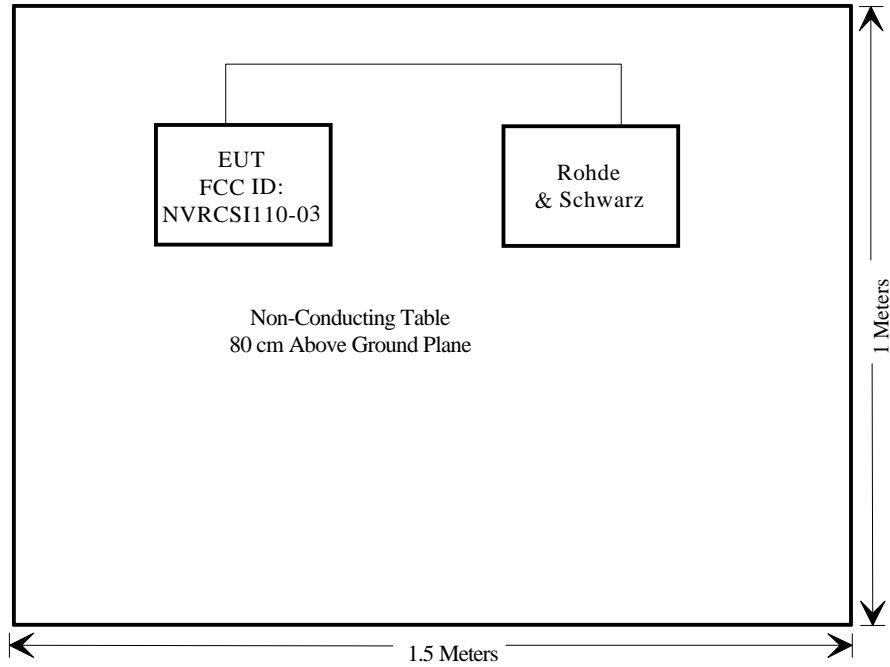 EUT
FCC ID:
NVRCSI110-03
Rohde
& Schwarz
Non-Conducting Table
80 cm Above Ground Plane
1 Meters
1.5 Meters